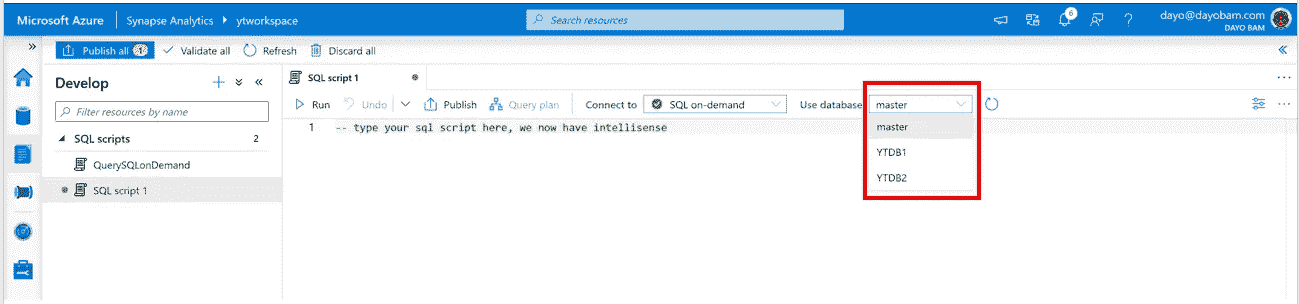 Microsoft Azure Synapse Analytics ▸ ytworkspace Search resources 6 ? dayo@dayobam.com
DAYO BAM
» Publish all 1 Validate all Refresh Discard all «
Develop + «
SQL script 1 ...
Filter resources by name
Run Undo Publish Query plan Connect to SQL on-demand Use database master ...
1 -- type your sql script here, we now have intellisense
SQL scripts 2
QuerySQLonDemand
SQL script 1
master
YTDB1
YTDB2